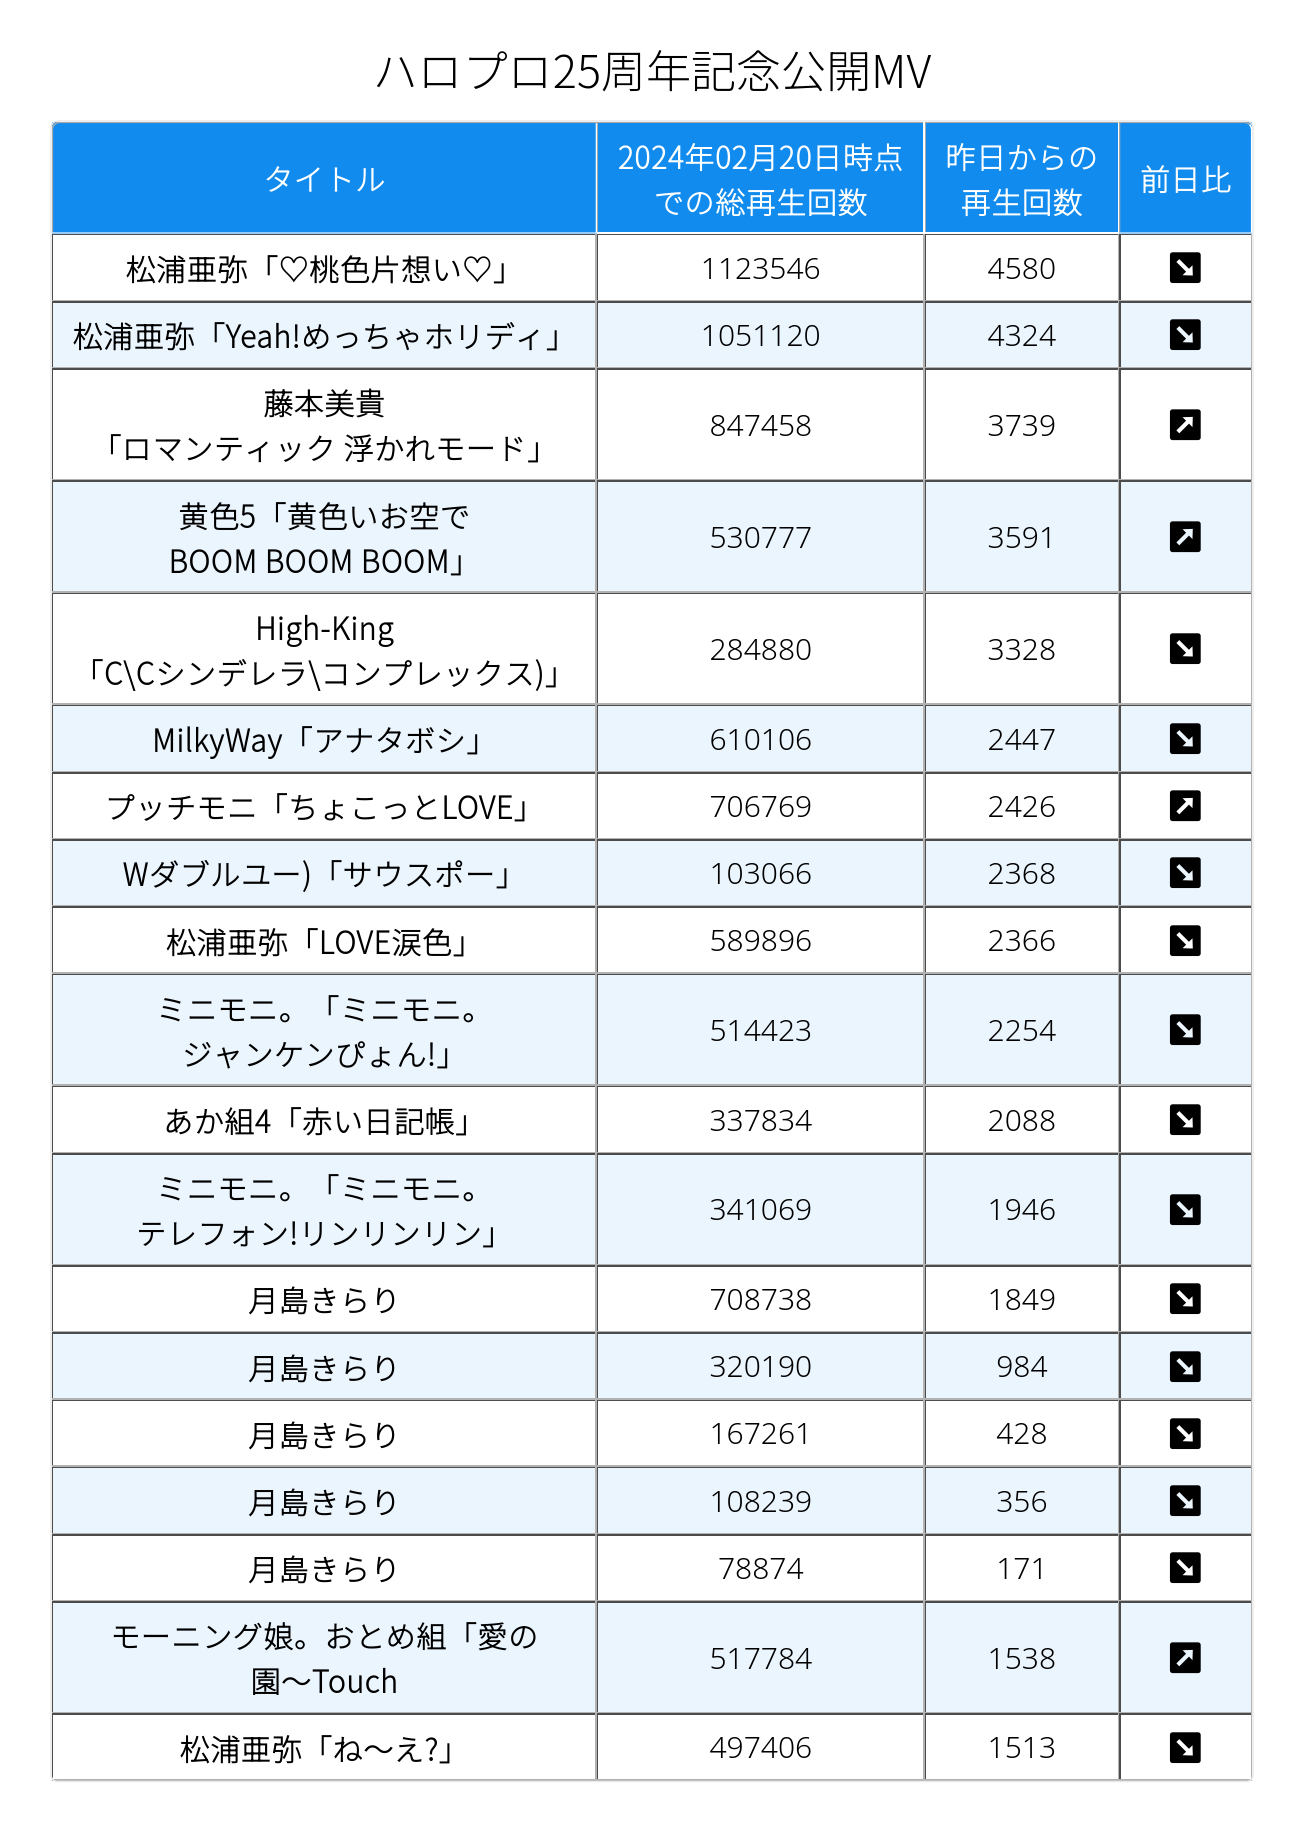 ハロプロ25周年記念公開MV
タイトル
2024年02月20日時点
での総再生回数
昨日からの
再生回数
前日比
松浦亜弥「♡桃色片想い♡」
1123546
4580
松浦亜弥「Yeah!めっちゃホリディ」
1051120
4324
藤本美貴
「ロマンティック 浮かれモード」
847458
3739
黄色5「黄色いお空で
BOOM BOOM BOOM」
530777
3591
High-King
「C\Cシンデレラ\コンプレックス)」
284880
3328
MilkyWay「アナタボシ」
610106
2447
プッチモニ「ちょこっとLOVE」
706769
2426
Wダブルユー)「サウスポー」
103066
2368
松浦亜弥「LOVE涙色」
589896
2366
ミニモニ。「ミニモニ。
ジャンケンぴょん!」
514423
2254
あか組4「赤い日記帳」
337834
2088
ミニモニ。「ミニモニ。
テレフォン!リンリンリン」
341069
1946
月島きらり
708738
1849
月島きらり
320190
984
月島きらり
167261
428
月島きらり
108239
356
月島きらり
78874
171
モーニング娘。おとめ組「愛の
園〜Touch
517784
1538
松浦亜弥「ね〜え?」
497406
1513